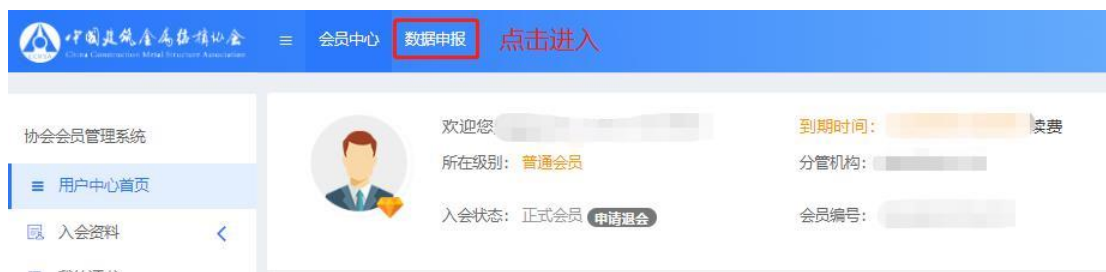 中国建筑金属结构协会
China Construction Metal Structure Association
≡ 会员中心 数据申报 点击进入
协会会员管理系统
欢迎您
到期时间: 续费
≡ 用户中心首页
所在级别: 普通会员
分管机构:
入会资料
入会状态: 正式会员 申请退会
会员编号: